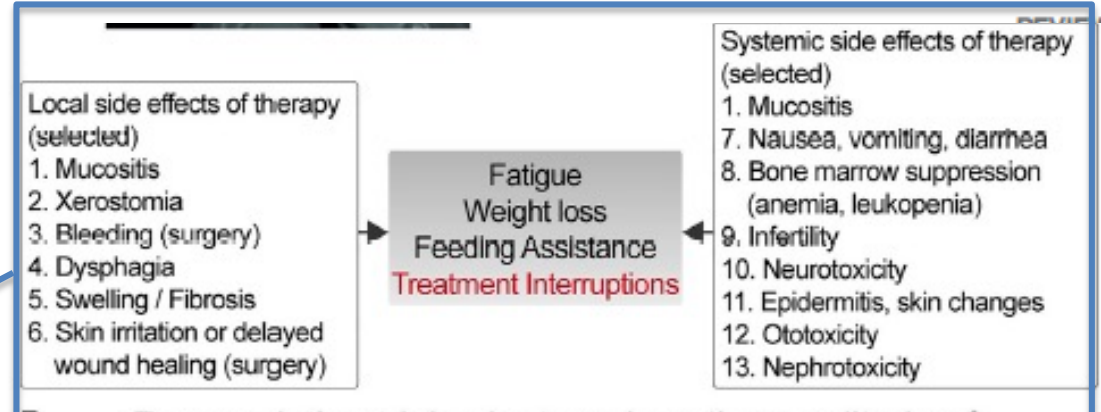 Local side effects of therapy
(selected)
1. Mucositis
2. Xerostomia
3. Bleeding (surgery)
4. Dysphagia
5. Swelling / Fibrosis
6. Skin irritation or delayed
wound healing (surgery)
Fatigue
Weight loss
Feeding Assistance
Treatment Interruptions
Systemic side effects of therapy
(selected)
1. Mucositis
7. Nausea, vomiting, diarrhea
8. Bone marrow suppression
(anemia, leukopenia)
9. Infertility
10. Neurotoxicity
11. Epidermitis, skin changes
12. Ototoxicity
13. Nephrotoxicity